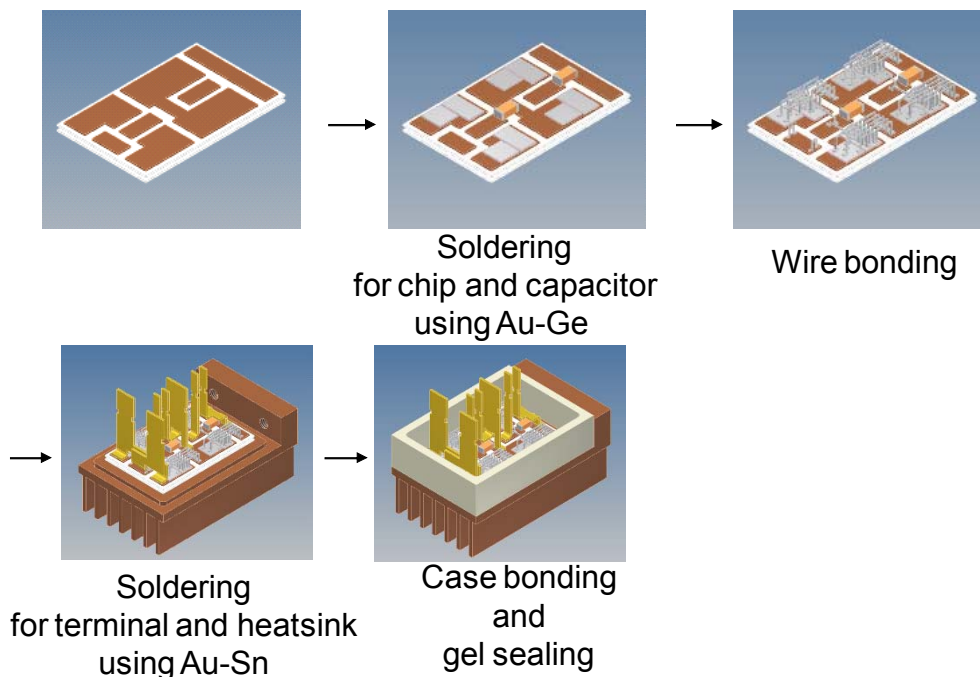 Soldering
for chip and capacitor
using Au-Ge
Wire bonding
Soldering
for terminal and heatsink
using Au-Sn
Case bonding
and
gel sealing